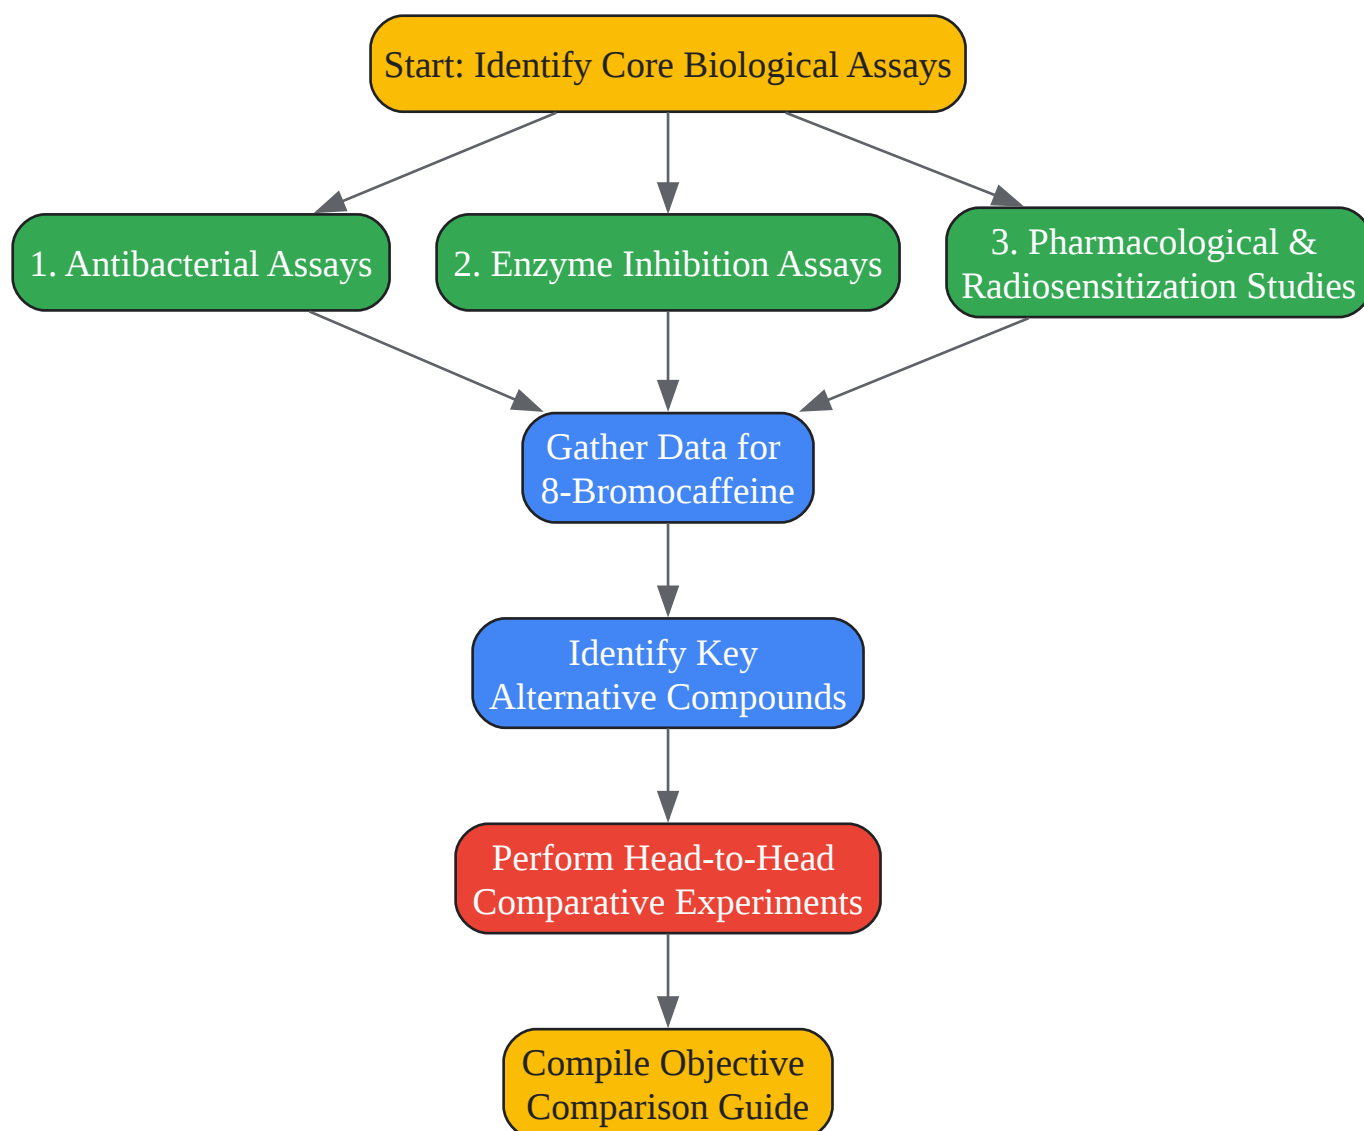 Start: Identify Core Biological Assays
1. Antibacterial Assays
2. Enzyme Inhibition Assays
3. Pharmacological &
Radiosensitization Studies
Gather Data for
8-Bromocaffeine
Identify Key
Alternative Compounds
Perform Head-to-Head
Comparative Experiments
Compile Objective
Comparison Guide